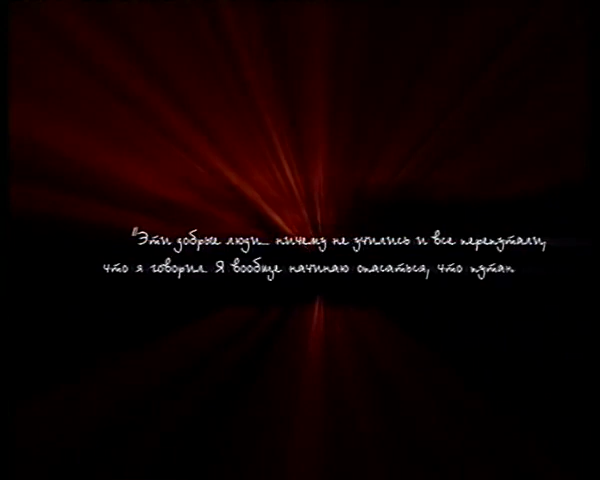 "Эти добрые люди... ничему не учились и все перепутали,
что я говорил. Я вообще начинаю опасаться, что путан